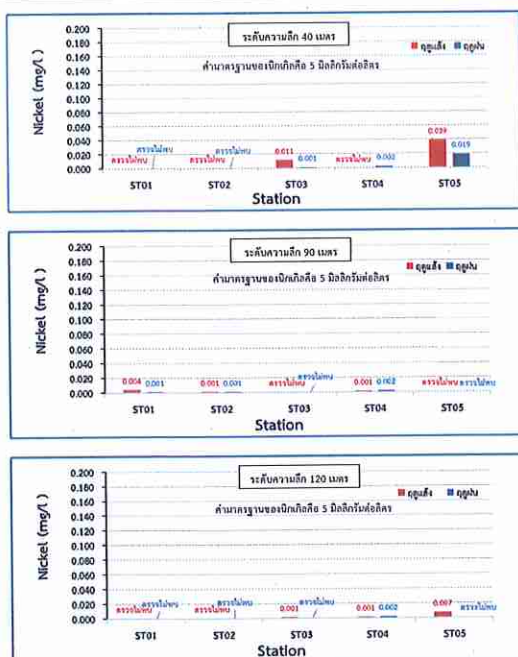 ระดับความลึก 40 เมตร
ฤดูแล้ง ฤดูฝน
ค่ามาตรฐานของนิกเกิลคือ 5 มิลลิกรัมต่อลิตร
Nickel (mg/l )
0.200
0.180
0.160
0.140
0.120
0.100
0.080
0.060
0.040
0.020
0.000
ตรวจไม่พบ ตรวจไม่พบ ตรวจไม่พบ ตรวจไม่พบ 0.011 0.001 ตรวจไม่พบ 0.002 0.039 0.019
ST01 ST02 ST03 ST04 ST05
Station
ระดับความลึก 90 เมตร
ฤดูแล้ง ฤดูฝน
ค่ามาตรฐานของนิกเกิลคือ 5 มิลลิกรัมต่อลิตร
Nickel (mg/l )
0.200
0.180
0.160
0.140
0.120
0.100
0.080
0.060
0.040
0.020
0.000
0.004 0.001 0.001 0.001 ตรวจไม่พบ ตรวจไม่พบ 0.001 0.002 ตรวจไม่พบ ตรวจไม่พบ
ST01 ST02 ST03 ST04 ST05
Station
ระดับความลึก 120 เมตร
ฤดูแล้ง ฤดูฝน
ค่ามาตรฐานของนิกเกิลคือ 5 มิลลิกรัมต่อลิตร
Nickel (mg/l )
0.200
0.180
0.160
0.140
0.120
0.100
0.080
0.060
0.040
0.020
0.000
ตรวจไม่พบ ตรวจไม่พบ ตรวจไม่พบ ตรวจไม่พบ 0.001 ตรวจไม่พบ 0.001 0.002 0.007 ตรวจไม่พบ
ST01 ST02 ST03 ST04 ST05
Station